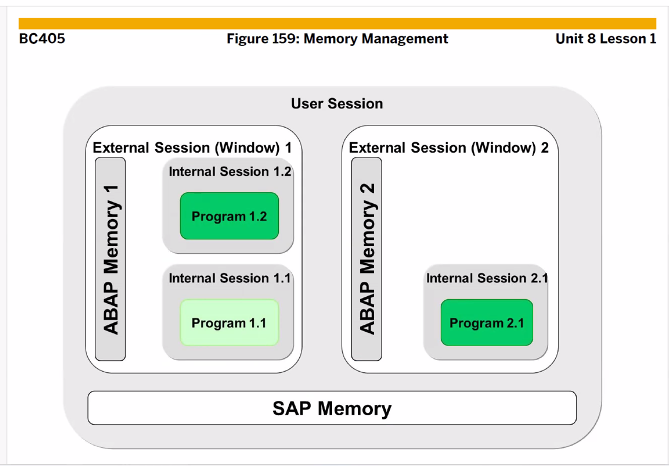 BC405
Figure 159: Memory Management
Unit 8 Lesson 1
User Session
External Session (Window) 1
ABAP Memory 1
Internal Session 1.2
Program 1.2
Internal Session 1.1
Program 1.1
External Session (Window) 2
ABAP Memory 2
Internal Session 2.1
Program 2.1
SAP Memory